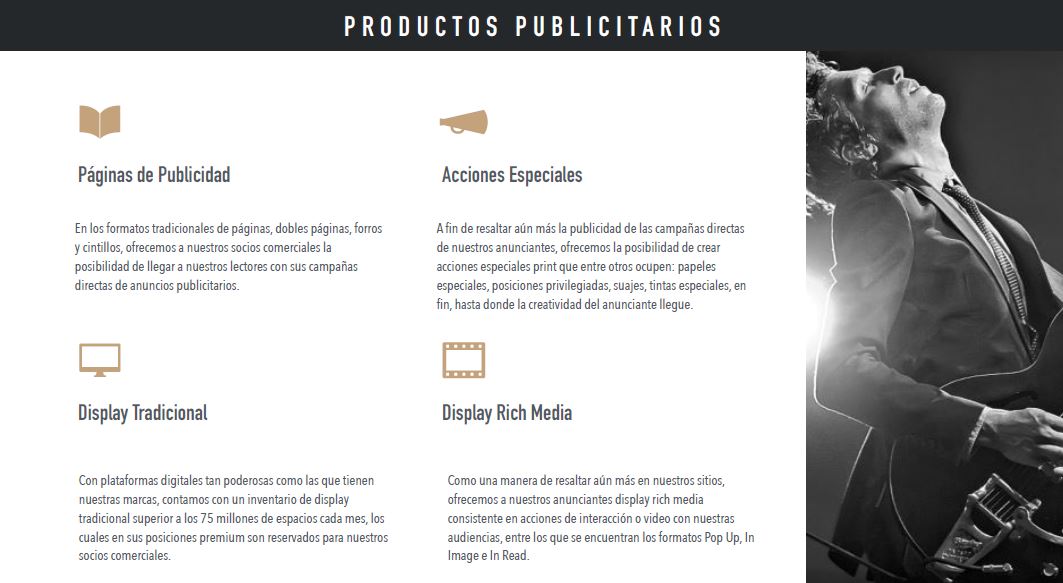 PRODUCTOS PUBLICITARIOS
Páginas de Publicidad
En los formatos tradicionales de páginas, dobles páginas, forros
y cintillos, ofrecemos a nuestros socios comerciales la
posibilidad de llegar a nuestros lectores con sus campañas
directas de anuncios publicitarios.
Acciones Especiales
A fin de resaltar aún más la publicidad de las campañas directas
de nuestros anunciantes, ofrecemos la posibilidad de crear
acciones especiales print que entre otros ocupen: papeles
especiales, posiciones privilegiadas, suajes, tintas especiales, en
fin, hasta donde la creatividad del anunciante llegue.
Display Tradicional
Con plataformas digitales tan poderosas como las que tienen
nuestras marcas, contamos con un inventario de display
tradicional superior a los 75 millones de espacios cada mes, los
cuales en sus posiciones premium son reservados para nuestros
socios comerciales.
Display Rich Media
Como una manera de resaltar aún más en nuestros sitios,
ofrecemos a nuestros anunciantes display rich media
consistente en acciones de interacción o video con nuestras
audiencias, entre los que se encuentran los formatos Pop Up, In
Image e In Read.